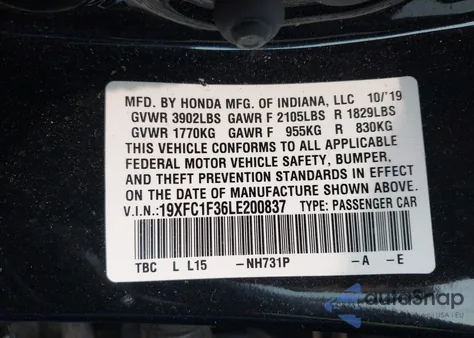 MFD. BY HONDA MFG. OF INDIANA, LLC 10/'19
GVWR 3902LBS GAWR F 2105LBS R 1829LBS
GVWR 1770KG GAWR F 955KG R 830KG
THIS VEHICLE CONFORMS TO ALL APPLICABLE
FEDERAL MOTOR VEHICLE SAFETY, BUMPER,
AND THEFT PREVENTION STANDARDS IN EFFECT
ON THE DATE OF MANUFACTURE SHOWN ABOVE.
V.I.N.: 19XFC1F36LE200837 TYPE: PASSENGER CAR
TBC L L15 -NH731P -A -E
AutoSnap